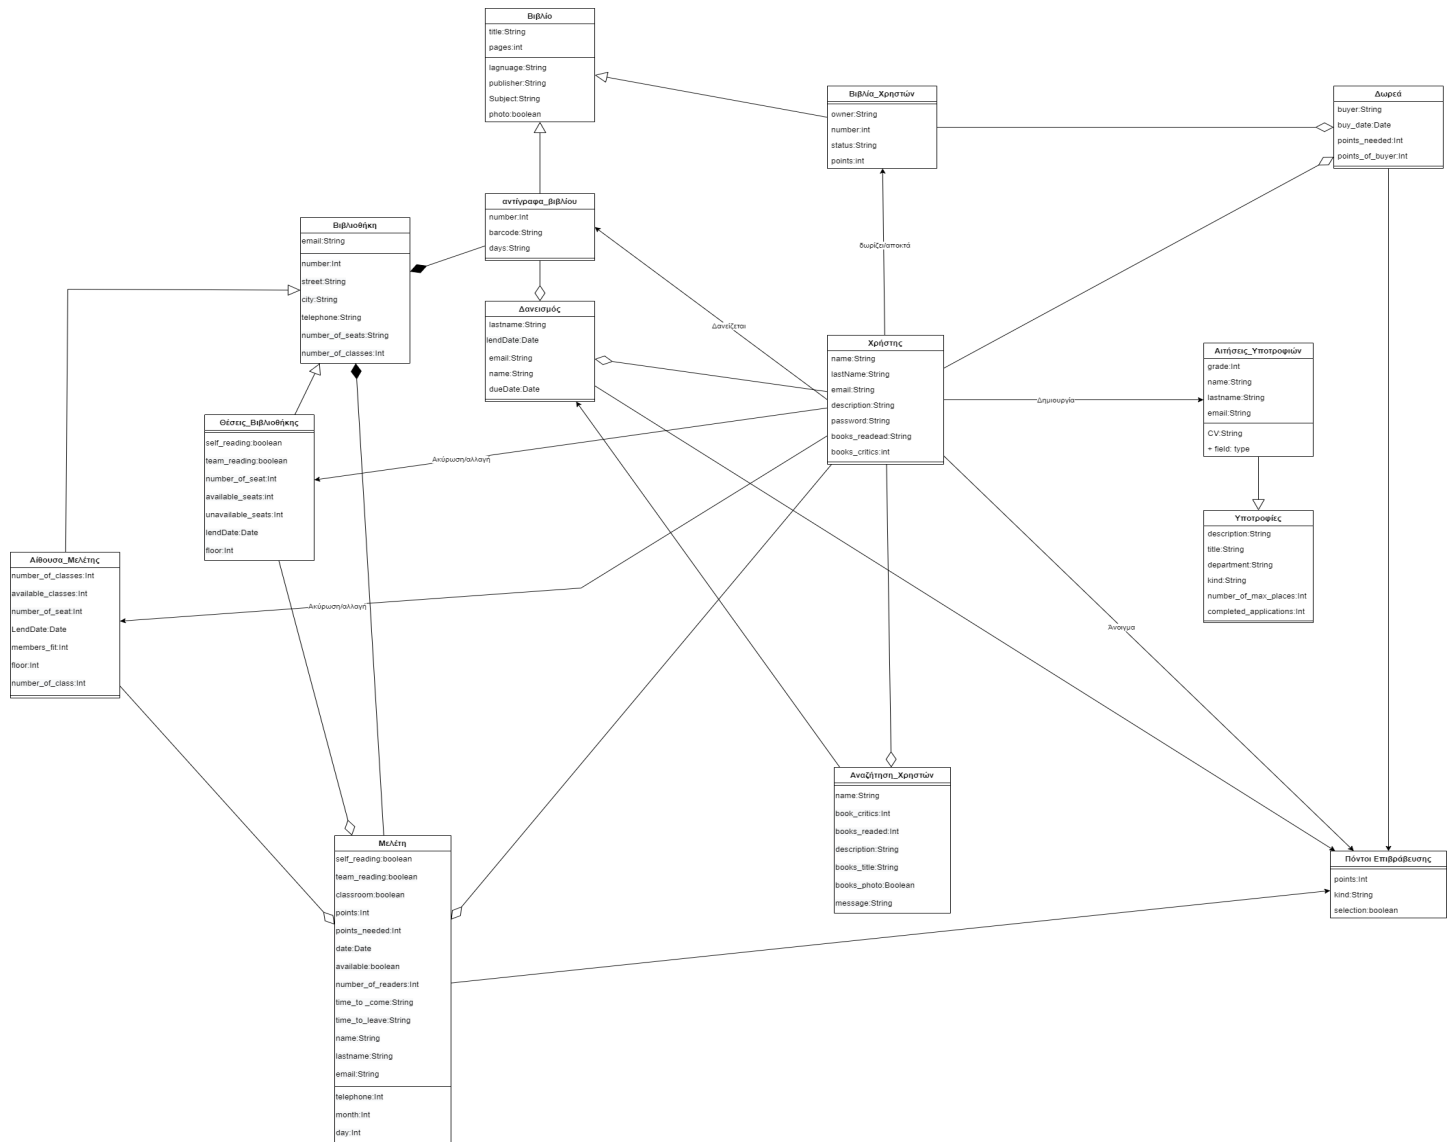 Βιβλίο
title:String
pages:int
lagnuage:String
publisher:String
Subject:String
photo:boolean
Βιβλία_Χρηστών
owner:String
number:int
status:String
points:int
Δωρεά
buyer:String
buy_date:Date
points_needed:Int
points_of_buyer:Int
αντίγραφα_βιβλίου
number:Int
barcode:String
days:String
Βιβλιοθήκη
email:String
number:Int
street:String
city:String
telephone:String
number_of_seats:String
number_of_classes:Int
δωρίζει/αποκτά
Δανεισμός
lastname:String
lendDate:Date
email:String
name:String
dueDate:Date
Δανείζεται
Χρήστης
name:String
lastName:String
email:String
description:String
password:String
books_readead:String
books_critics:int
Δημιουργία
Αιτήσεις_Υποτροφιών
grade:Int
name:String
lastname:String
email:String
CV:String
+ field: type
Θέσεις_Βιβλιοθήκης
self_reading:boolean
team_reading:boolean
number_of_seat:Int
available_seats:int
unavailable_seats:Int
lendDate:Date
floor:Int
Ακύρωση/αλλαγή
Υποτροφίες
description:String
title:String
department:String
kind:String
number_of_max_places:Int
completed_applications:Int
Αίθουσα_Μελέτης
number_of_classes:Int
available_classes:Int
number_of_seat:Int
LendDate:Date
members_fit:Int
floor:Int
number_of_class:Int
Ακύρωση/αλλαγή
Άνοιγμα
Αναζήτηση_Χρηστών
name:String
book_critics:Int
books_readed:Int
description:String
books_title:String
books_photo:Boolean
message:String
Μελέτη
self_reading:boolean
team_reading:boolean
classroom:boolean
points:Int
points_needed:Int
date:Date
available:boolean
number_of_readers:Int
time_to _come:String
time_to_leave:String
name:String
lastname:String
email:String
telephone:Int
month:Int
day:Int
Πόντοι Επιβράβευσης
points:Int
kind:String
selection:boolean